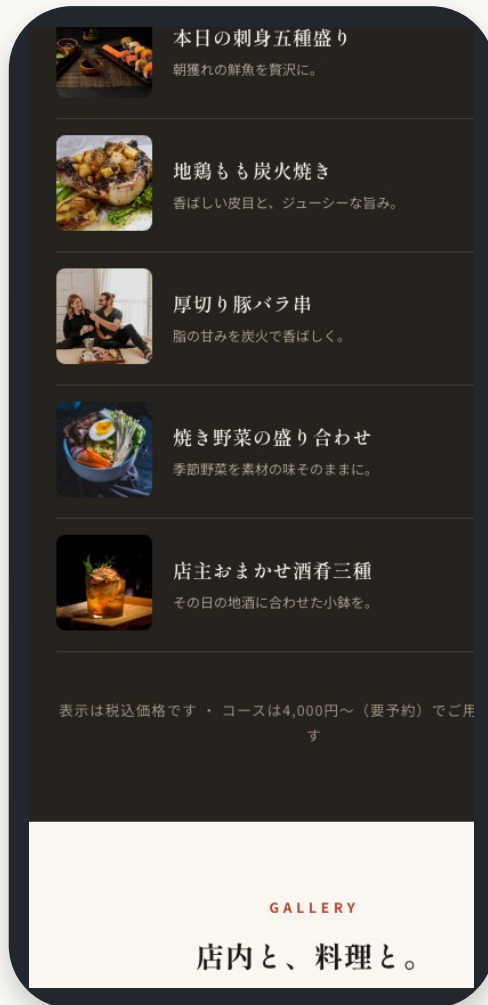 本日の刺身五種盛り
朝獲れの鮮魚を贅沢に。
地鶏もも炭火焼き
香ばしい皮目と、ジューシーな旨み。
厚切り豚バラ串
脂の甘みを炭火で香ばしく。
焼き野菜の盛り合わせ
季節野菜を素材の味そのままに。
店主おまかせ酒肴三種
その日の地酒に合わせた小鉢を。
表示は税込価格です ・ コースは4,000円〜（要予約）でご用
す
GALLERY
店内と、料理と。